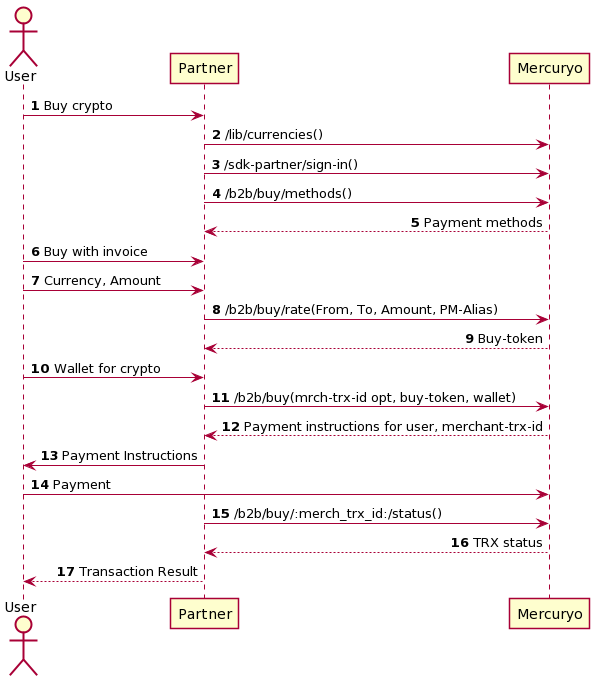 User
Partner
Mercuryo
1 Buy crypto
2 /lib/currencies()
3 /sdk-partner/sign-in()
4 /b2b/buy/methods()
5 Payment methods
6 Buy with invoice
7 Currency, Amount
8 /b2b/buy/rate(From, To, Amount, PM-Alias)
9 Buy-token
10 Wallet for crypto
11 /b2b/buy(mrch-trx-id opt, buy-token, wallet)
12 Payment instructions for user, merchant-trx-id
13 Payment Instructions
14 Payment
15 /b2b/buy/:merch_trx_id:/status()
16 TRX status
17 Transaction Result
User
Partner
Mercuryo